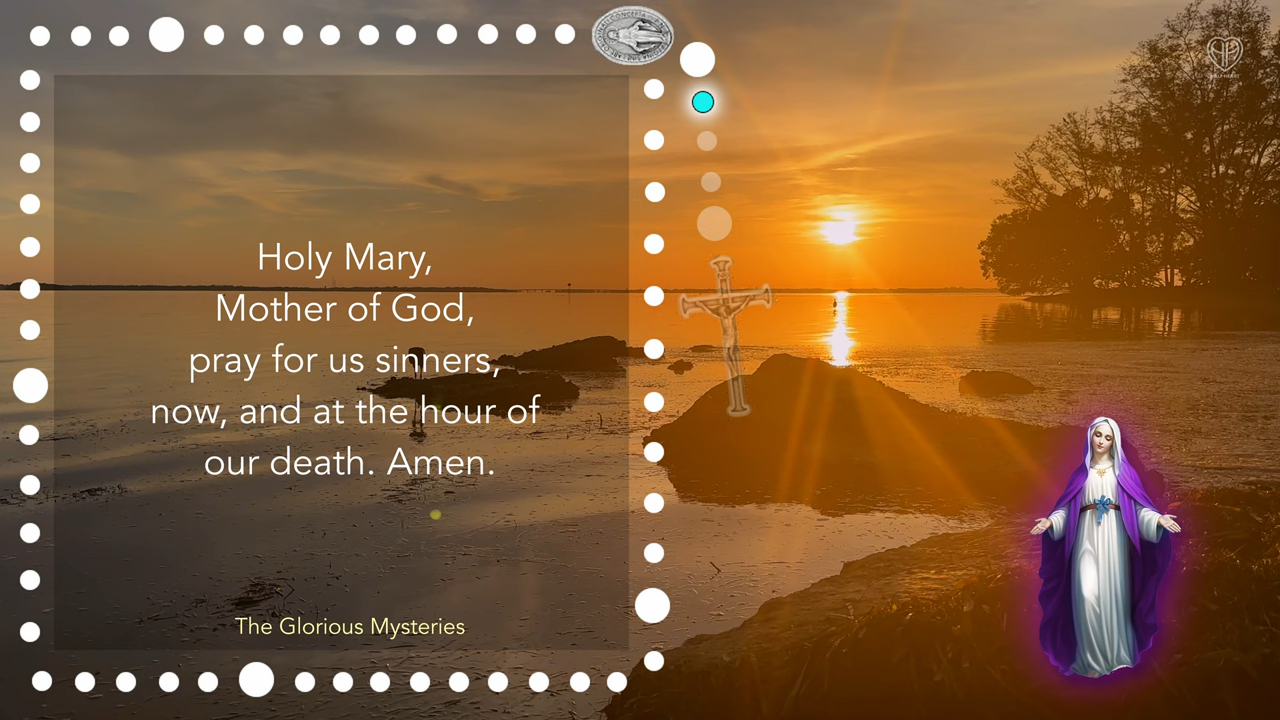 Holy Mary,
Mother of God,
pray for us sinners,
now, and at the hour of
our death. Amen.
The Glorious Mysteries